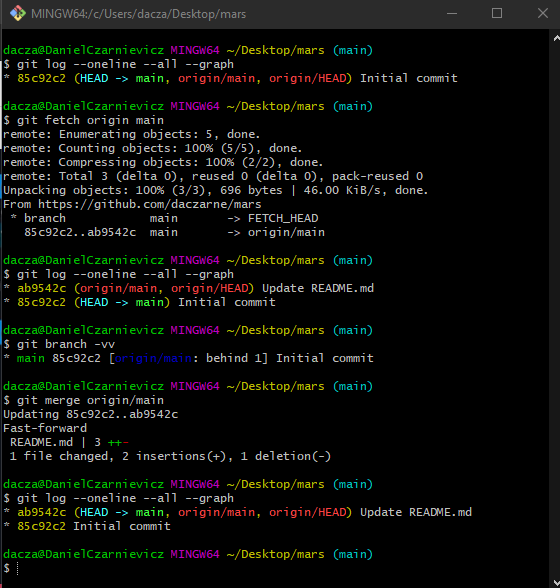 MINGW64:/c/Users/dacza/Desktop/mars
dacza@DanielCzarnievicz MINGW64 ~/Desktop/mars (main)
$ git log --oneline --all --graph
* 85c92c2 (HEAD -> main, origin/main, origin/HEAD) Initial commit
dacza@DanielCzarnievicz MINGW64 ~/Desktop/mars (main)
$ git fetch origin main
remote: Enumerating objects: 5, done.
remote: Counting objects: 100% (5/5), done.
remote: Compressing objects: 100% (2/2), done.
remote: Total 3 (delta 0), reused 0 (delta 0), pack-reused 0
Unpacking objects: 100% (3/3), 696 bytes | 46.00 KiB/s, done.
From https://github.com/daczarne/mars
 * branch            main       -> FETCH_HEAD
   85c92c2..ab9542c  main       -> origin/main
dacza@DanielCzarnievicz MINGW64 ~/Desktop/mars (main)
$ git log --oneline --all --graph
* ab9542c (origin/main, origin/HEAD) Update README.md
* 85c92c2 (HEAD -> main) Initial commit
dacza@DanielCzarnievicz MINGW64 ~/Desktop/mars (main)
$ git branch -vv
* main 85c92c2 [origin/main: behind 1] Initial commit
dacza@DanielCzarnievicz MINGW64 ~/Desktop/mars (main)
$ git merge origin/main
Updating 85c92c2..ab9542c
Fast-forward
 README.md | 3 ++-
 1 file changed, 2 insertions(+), 1 deletion(-)
dacza@DanielCzarnievicz MINGW64 ~/Desktop/mars (main)
$ git log --oneline --all --graph
* ab9542c (HEAD -> main, origin/main, origin/HEAD) Update README.md
* 85c92c2 Initial commit
dacza@DanielCzarnievicz MINGW64 ~/Desktop/mars (main)
$